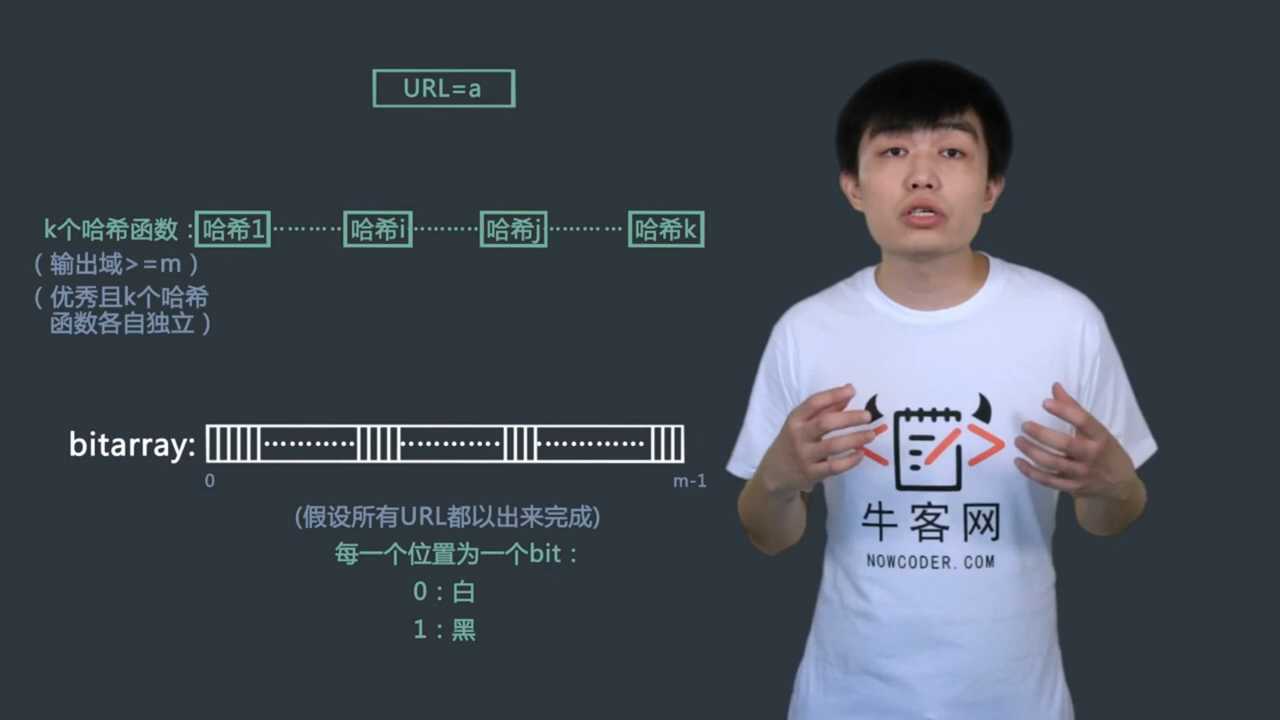 URL=a
k个哈希函数：哈希1………哈希i………哈希j………哈希k
（输出域>=m）
（优秀且k个哈希
函数各自独立）
bitarray:
0
m-1
(假设所有URL都以出来完成)
每一个位置为一个bit：
0：白
1：黑
牛客网
NOWCODER.COM